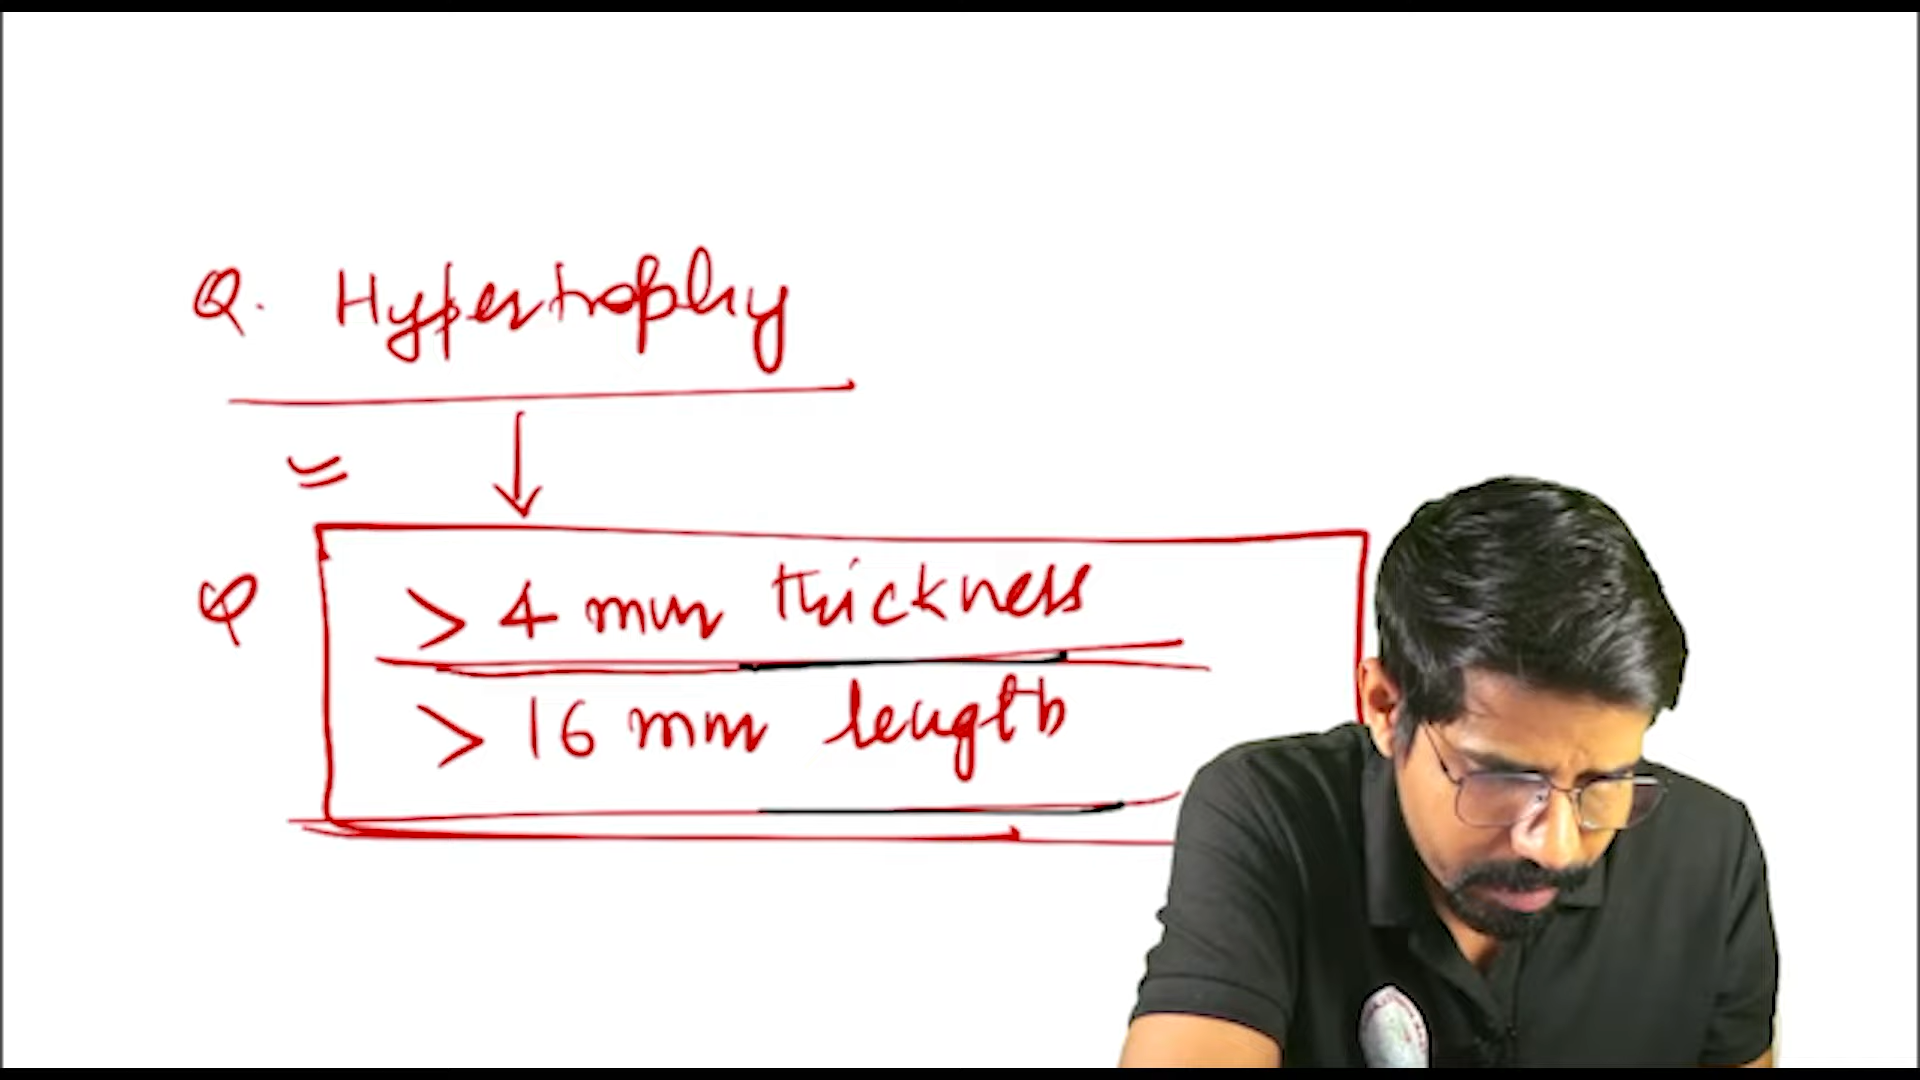 Q. Hypertrophy
Q > 4 mm thickness
> 16 mm length